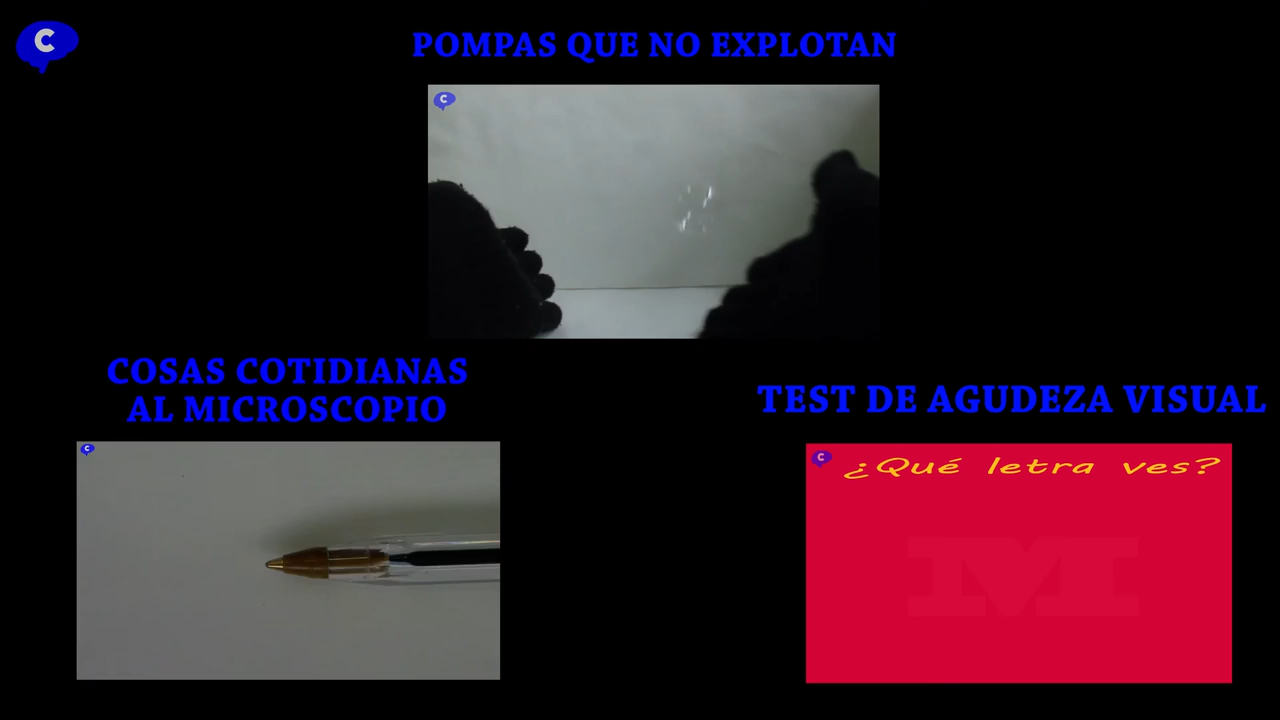 C
POMPAS QUE NO EXPLOTAN
C
COSAS COTIDIANAS
AL MICROSCOPIO
C
TEST DE AGUDEZA VISUAL
C
¿Qué letra ves?
M